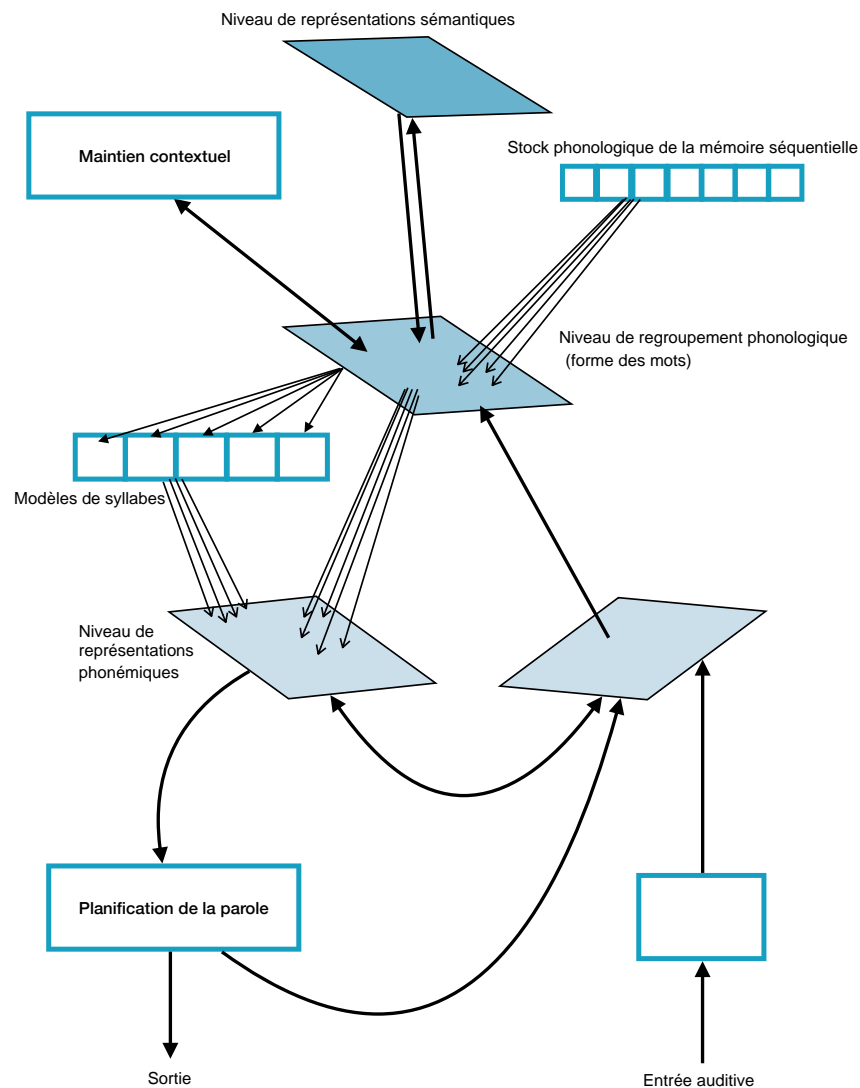 Niveau de représentations sémantiques
Maintien contextuel
Stock phonologique de la mémoire séquentielle
Niveau de regroupement phonologique
(forme des mots)
Modèles de syllabes
Niveau de
représentations
phonémiques
Planification de la parole
Sortie
Entrée auditive